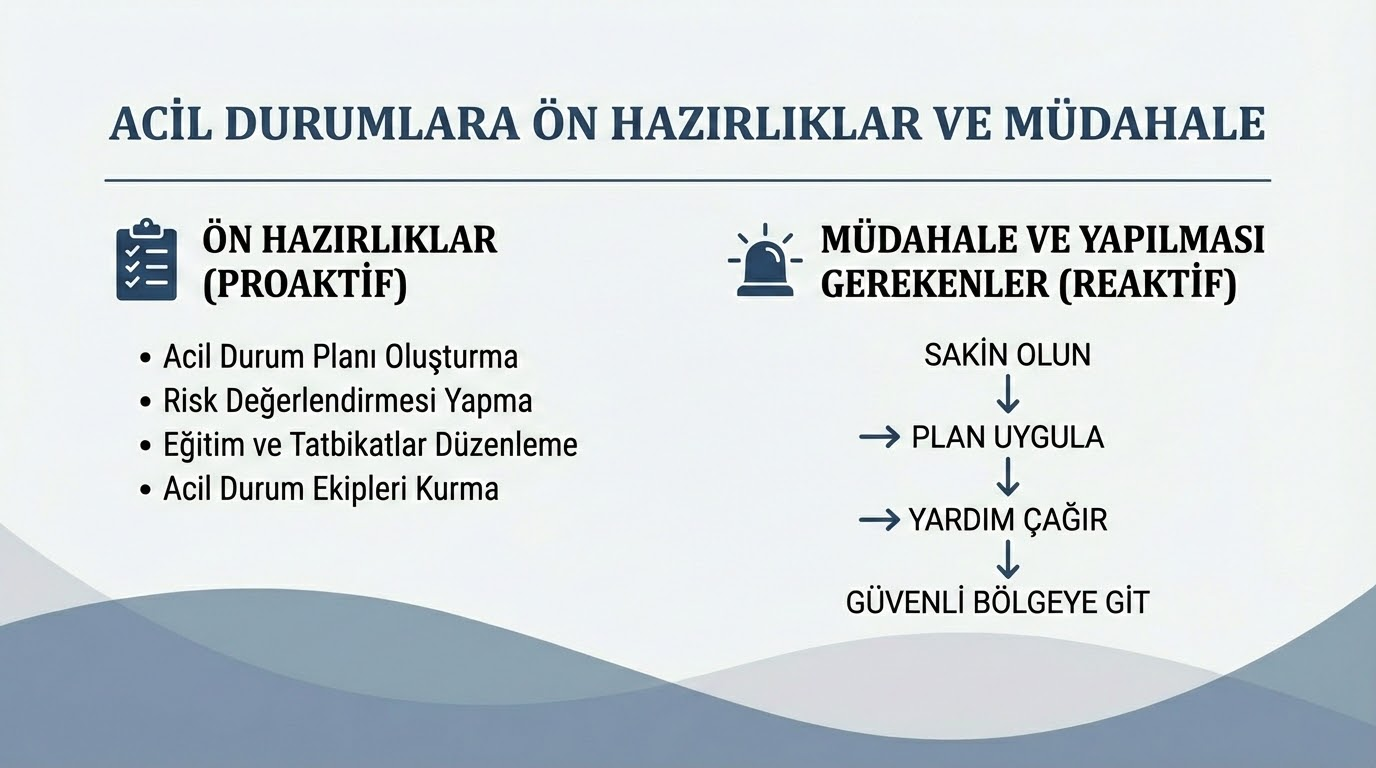 ACİL DURUMLARA ÖN HAZIRLIKLAR VE MÜDAHALE
ÖN HAZIRLIKLAR
(PROAKTİF)
• Acil Durum Planı Oluşturma
• Risk Değerlendirmesi Yapma
• Eğitim ve Tatbikatlar Düzenleme
• Acil Durum Ekipleri Kurma
MÜDAHALE VE YAPILMASI
GEREKENLER (REAKTİF)
SAKİN OLUN
PLAN UYGULA
YARDIM ÇAĞIR
GÜVENLİ BÖLGEYE GİT